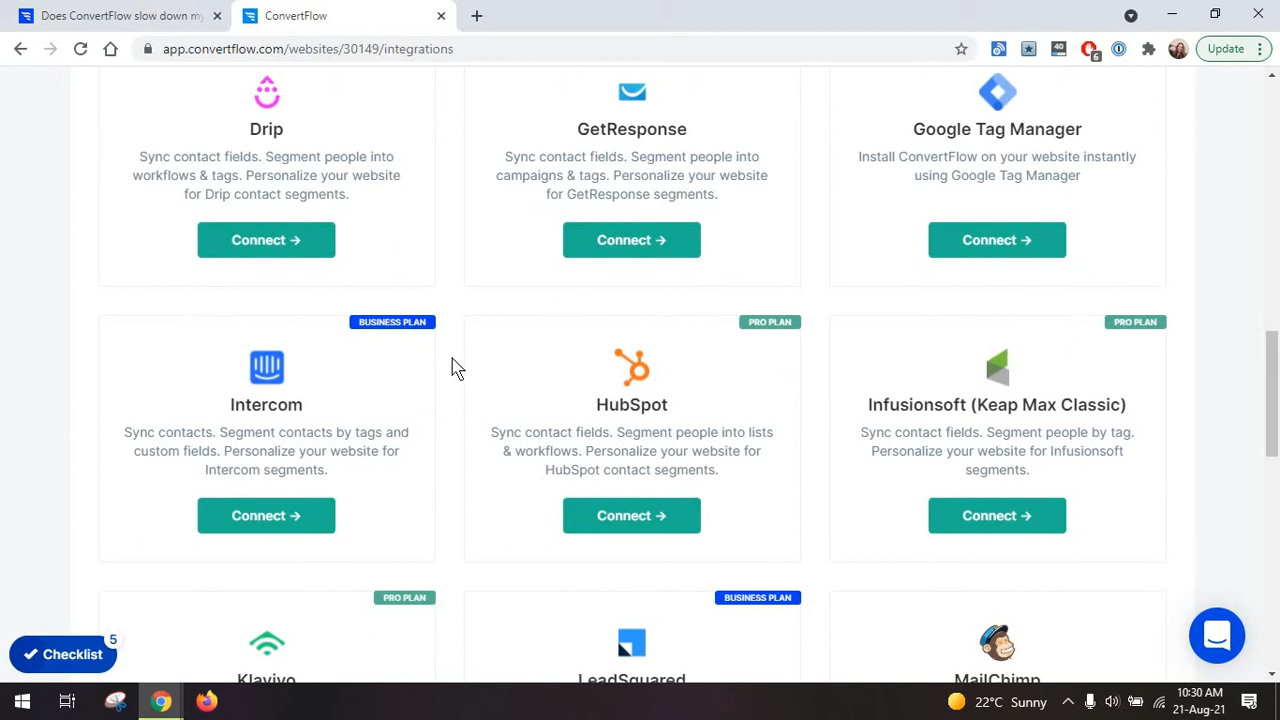 Does ConvertFlow slow down my
ConvertFlow
app.convertflow.com/websites/30149/integrations
40
6
Update
Drip
GetResponse
Google Tag Manager
Sync contact fields. Segment people into
workflows & tags. Personalize your website
for Drip contact segments.
Sync contact fields. Segment people into
campaigns & tags. Personalize your website
for GetResponse segments.
Install ConvertFlow on your website instantly
using Google Tag Manager
Connect →
Connect →
Connect →
BUSINESS PLAN
PRO PLAN
PRO PLAN
Intercom
HubSpot
Infusionsoft (Keap Max Classic)
Sync contacts. Segment contacts by tags and
custom fields. Personalize your website for
Intercom segments.
Sync contact fields. Segment people into lists
& workflows. Personalize your website for
HubSpot contact segments.
Sync contact fields. Segment people by tag.
Personalize your website for Infusionsoft
segments.
Connect →
Connect →
Connect →
PRO PLAN
BUSINESS PLAN
Klaviyo
LeadSquared
MailChimp
Checklist
5
22°C Sunny
10:30 AM
21-Aug-21